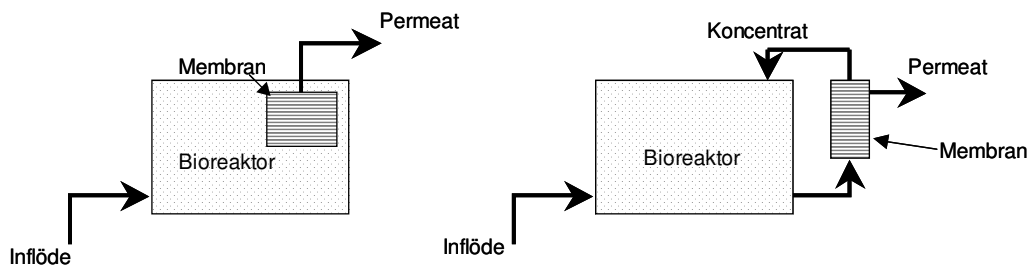 Permeat
Membran
Bioreaktor
Inflöde
Koncentrat
Permeat
Bioreaktor
Membran
Inflöde